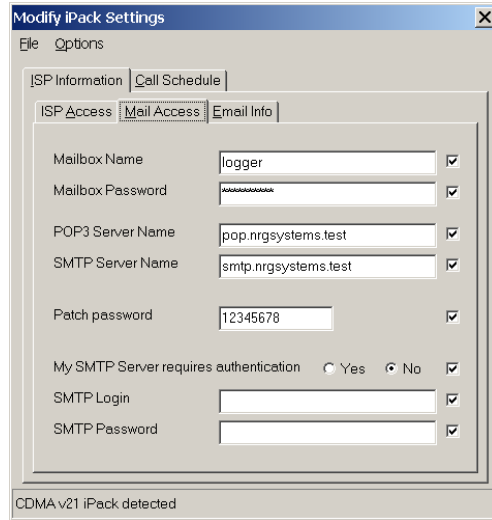 Modify iPack Settings
File Options
ISP Information Call Schedule
ISP Access Mail Access Email Info
Mailbox Name logger
Mailbox Password **********
POP3 Server Name pop.nrgsystems.test
SMTP Server Name smtp.nrgsystems.test
Patch password 12345678
My SMTP Server requires authentication Yes No
SMTP Login
SMTP Password
CDMA v21 iPack detected